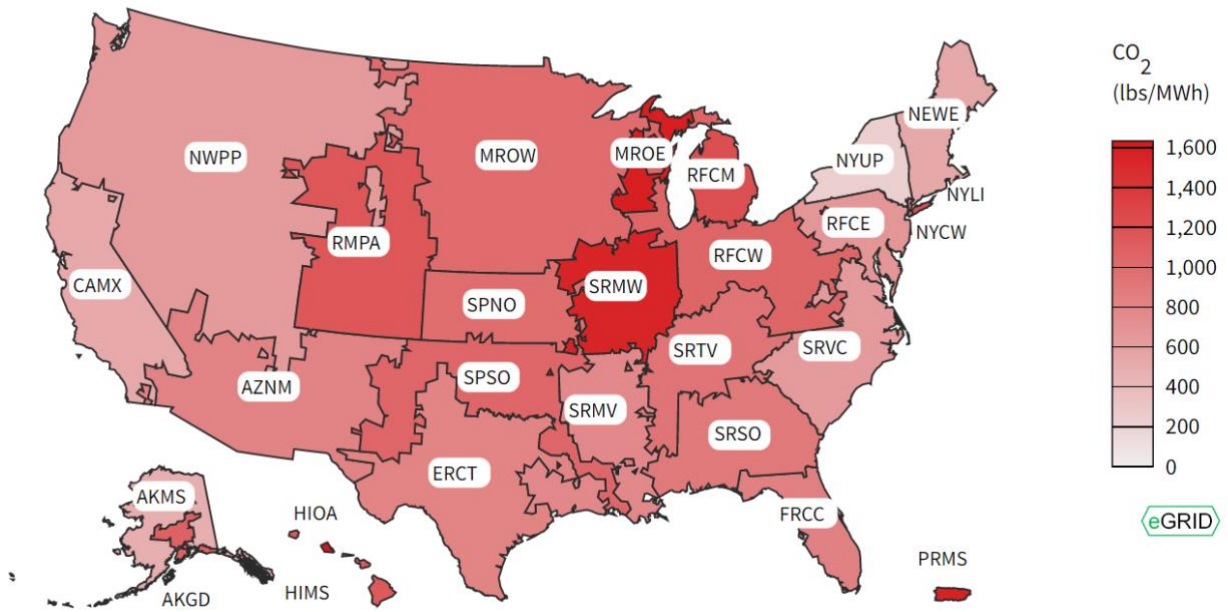 CO2
(lbs/MWh)
1,600
1,400
1,200
1,000
800
600
400
200
0
eGRID
NWPP
MROW
MROE
RFCM
NEWE
NYUP
NYLI
NYCW
RFCE
RMPA
CAMX
SPNO
SRMW
RFCW
SRTV
SRVC
AZNM
SPSO
SRMV
SRSO
ERCT
FRCC
AKMS
AKGD
HIOA
HIMS
PRMS